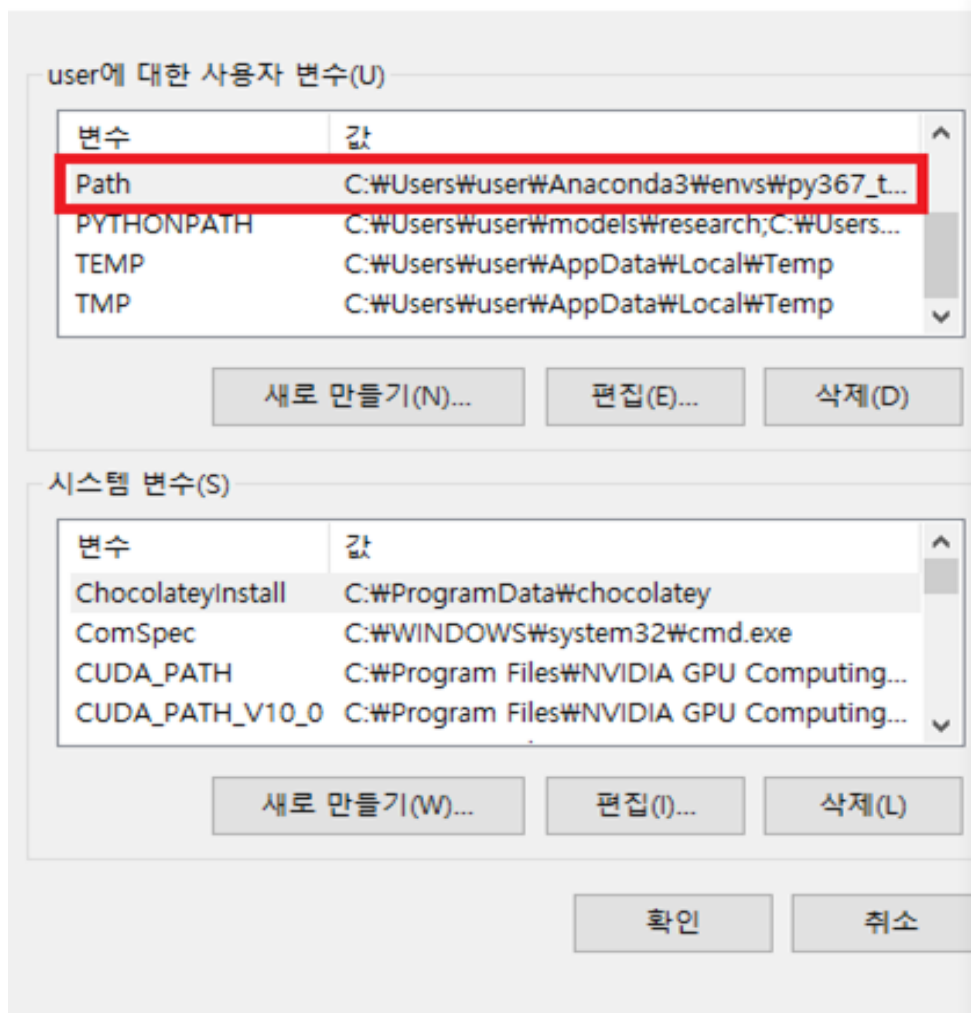 user에 대한 사용자 변수(U)
변수 값
Path C:₩Users₩user₩Anaconda3₩envs₩py367_t...
PYTHONPATH C:₩Users₩user₩models₩research;C:₩Users...
TEMP C:₩Users₩user₩AppData₩Local₩Temp
TMP C:₩Users₩user₩AppData₩Local₩Temp
새로 만들기(N)... 편집(E)... 삭제(D)
시스템 변수(S)
변수 값
ChocolateyInstall C:₩ProgramData₩chocolatey
ComSpec C:₩WINDOWS₩system32₩cmd.exe
CUDA_PATH C:₩Program Files₩NVIDIA GPU Computing...
CUDA_PATH_V10_0 C:₩Program Files₩NVIDIA GPU Computing...
새로 만들기(W)... 편집(I)... 삭제(L)
확인 취소